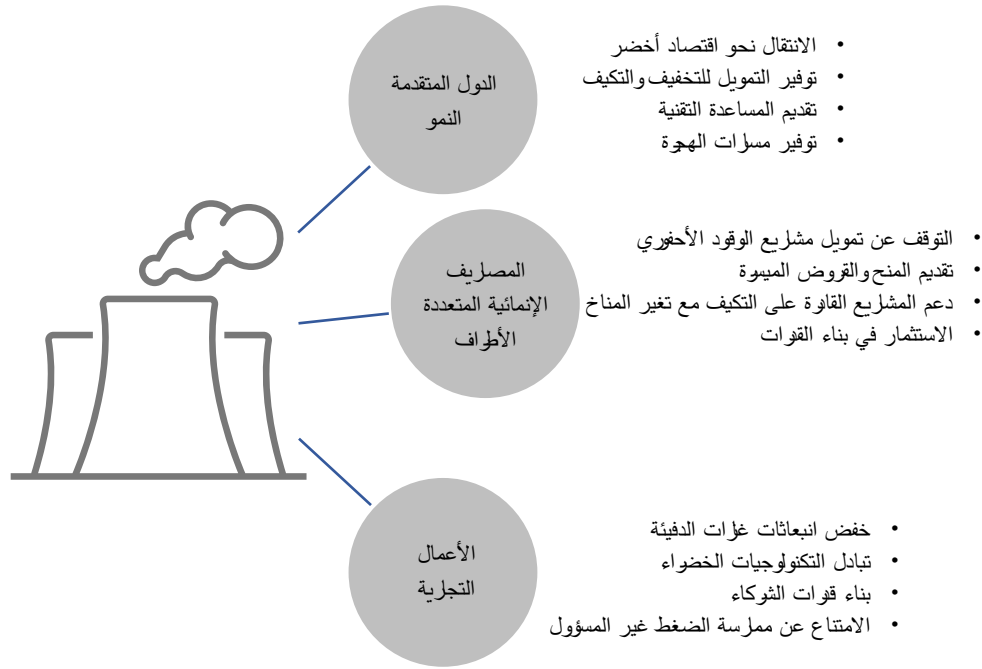 الدول المتقدمة
النمو
• الانتقال نحو اقتصاد أخضر
• توفير التمويل للتخفيف والتكيف
• تقديم المساعدة التقنية
• توفير مسارات الهجرة
المصاريف
الإنمائية المتعددة
الأطراف
• التوقف عن تمويل مشاريع الوقود الأحفوري
• تقديم المنح والقروض الميسرة
• دعم المشاريع القادرة على التكيف مع تغير المناخ
• الاستثمار في بناء القدرات
الأعمال
التجارية
• خفض انبعاثات غازات الدفيئة
• تبادل التكنولوجيات الخضراء
• بناء قدرات الشركاء
• الامتناع عن ممارسة الضغط غير المسؤول